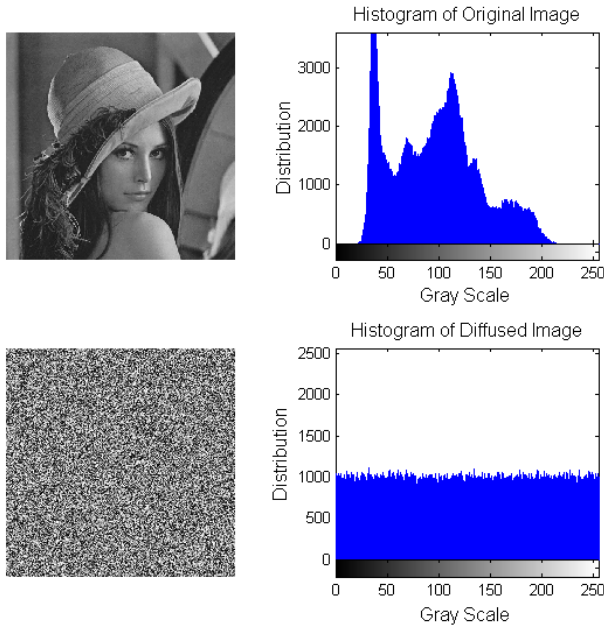 Histogram of Original Image
3000
2000
1000
0
Distribution
0 50 100 150 200 250
Gray Scale
Histogram of Diffused Image
2500
2000
1500
1000
500
0
Distribution
0 50 100 150 200 250
Gray Scale